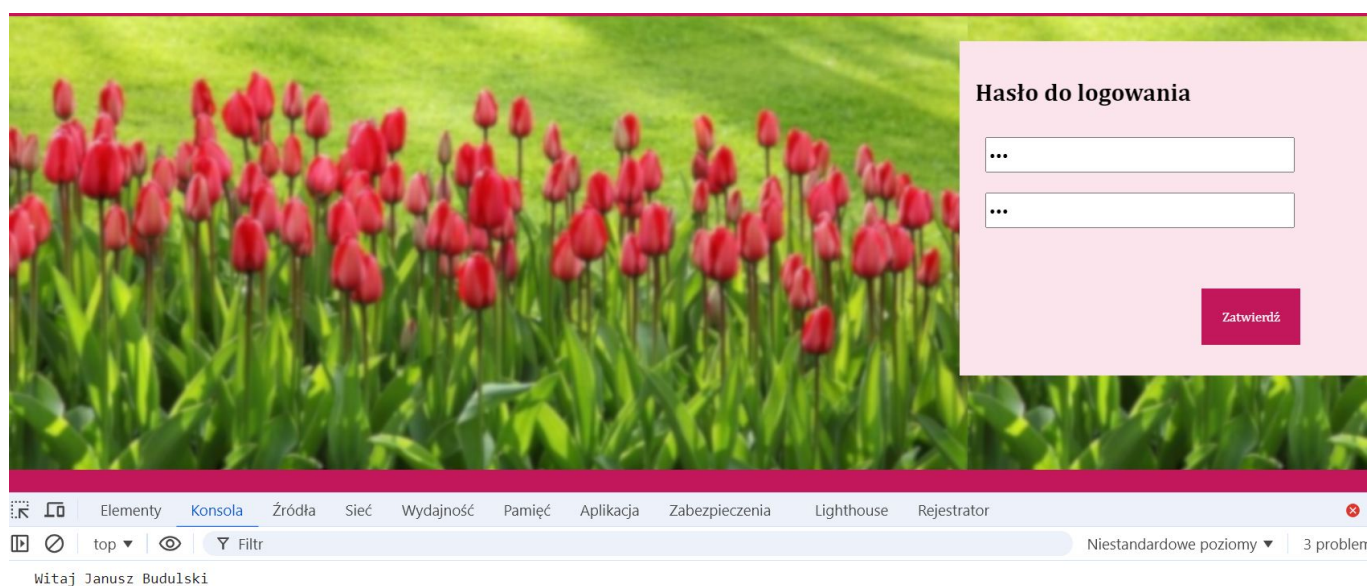 Hasło do logowania
•••
•••
Zatwierdź
Elementy Konsola Źródła Sieć Wydajność Pamięć Aplikacja Zabezpieczenia Lighthouse Rejestrator
top ▼ Filtr Niestandardowe poziomy ▼ 3 problem
Witaj Janusz Budulski